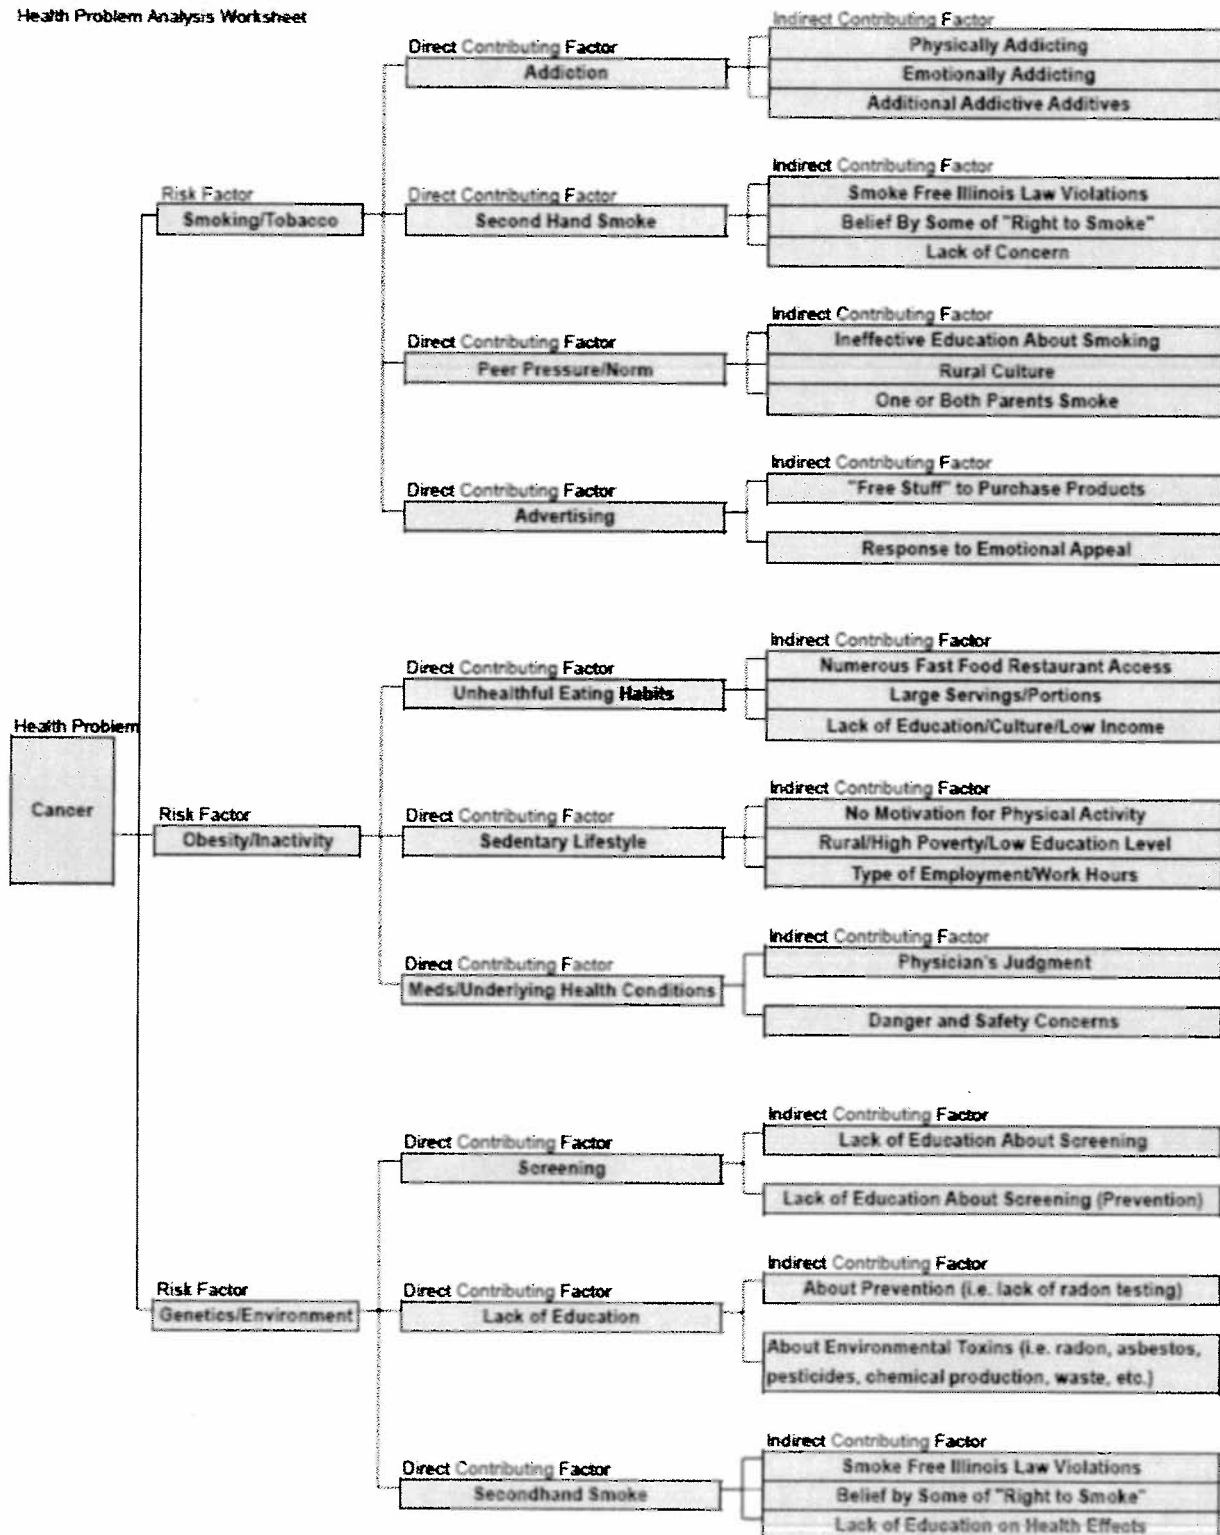 Health Problem Analysis Worksheet
Indirect Contributing Factor
Direct Contributing Factor
Physically Addicting
Addiction
Emotionally Addicting
Additional Addictive Additives
Indirect Contributing Factor
Risk Factor
Direct Contributing Factor
Smoke Free Illinois Law Violations
Smoking/Tobacco
Second Hand Smoke
Belief By Some of "Right to Smoke"
Lack of Concern
Indirect Contributing Factor
Direct Contributing Factor
Ineffective Education About Smoking
Peer Pressure/Norm
Rural Culture
One or Both Parents Smoke
Indirect Contributing Factor
Direct Contributing Factor
"Free Stuff" to Purchase Products
Advertising
Response to Emotional Appeal
Indirect Contributing Factor
Direct Contributing Factor
Numerous Fast Food Restaurant Access
Unhealthful Eating Habits
Large Servings/Portions
Lack of Education/Culture/Low Income
Health Problem
Cancer
Indirect Contributing Factor
Risk Factor
Direct Contributing Factor
No Motivation for Physical Activity
Obesity/Inactivity
Sedentary Lifestyle
Rural/High Poverty/Low Education Level
Type of Employment/Work Hours
Indirect Contributing Factor
Direct Contributing Factor
Physician's Judgment
Meds/Underlying Health Conditions
Danger and Safety Concerns
Indirect Contributing Factor
Direct Contributing Factor
Lack of Education About Screening
Screening
Lack of Education About Screening (Prevention)
Indirect Contributing Factor
Risk Factor
Direct Contributing Factor
About Prevention (i.e. lack of radon testing)
Genetics/Environment
Lack of Education
About Environmental Toxins (i.e. radon, asbestos,
pesticides, chemical production, waste, etc.)
Indirect Contributing Factor
Direct Contributing Factor
Smoke Free Illinois Law Violations
Secondhand Smoke
Belief by Some of "Right to Smoke"
Lack of Education on Health Effects